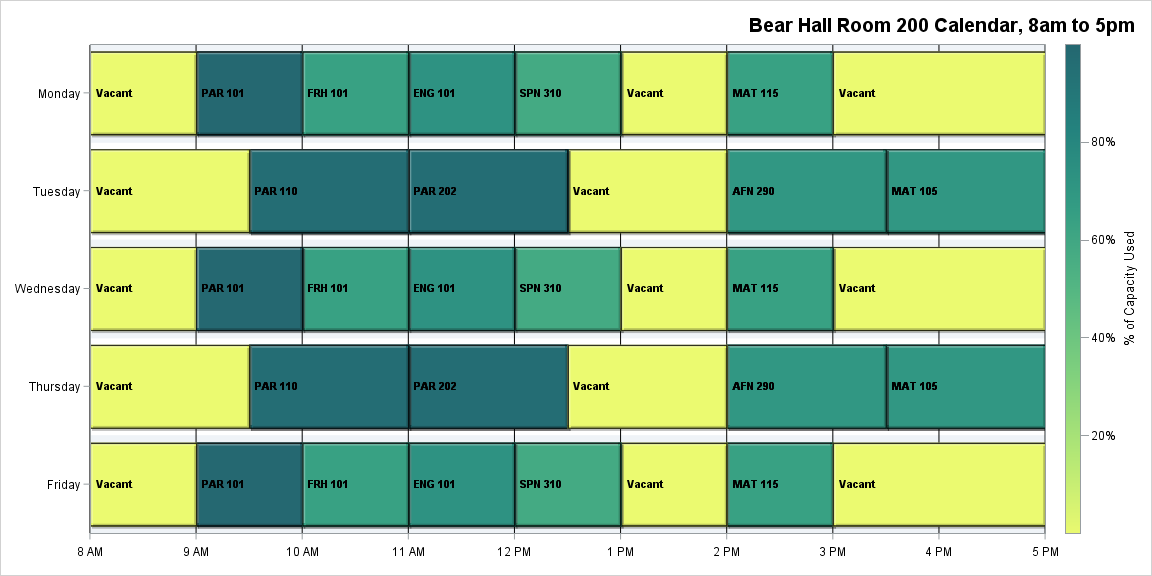 Bear Hall Room 200 Calendar, 8am to 5pm
Monday
Vacant
PAR 101
FRH 101
ENG 101
SPN 310
Vacant
MAT 115
Vacant
Tuesday
Vacant
PAR 110
PAR 202
Vacant
AFN 290
MAT 105
Wednesday
Vacant
PAR 101
FRH 101
ENG 101
SPN 310
Vacant
MAT 115
Vacant
Thursday
Vacant
PAR 110
PAR 202
Vacant
AFN 290
MAT 105
Friday
Vacant
PAR 101
FRH 101
ENG 101
SPN 310
Vacant
MAT 115
Vacant
8 AM
9 AM
10 AM
11 AM
12 PM
1 PM
2 PM
3 PM
4 PM
5 PM
80%
60%
40%
20%
% of Capacity Used